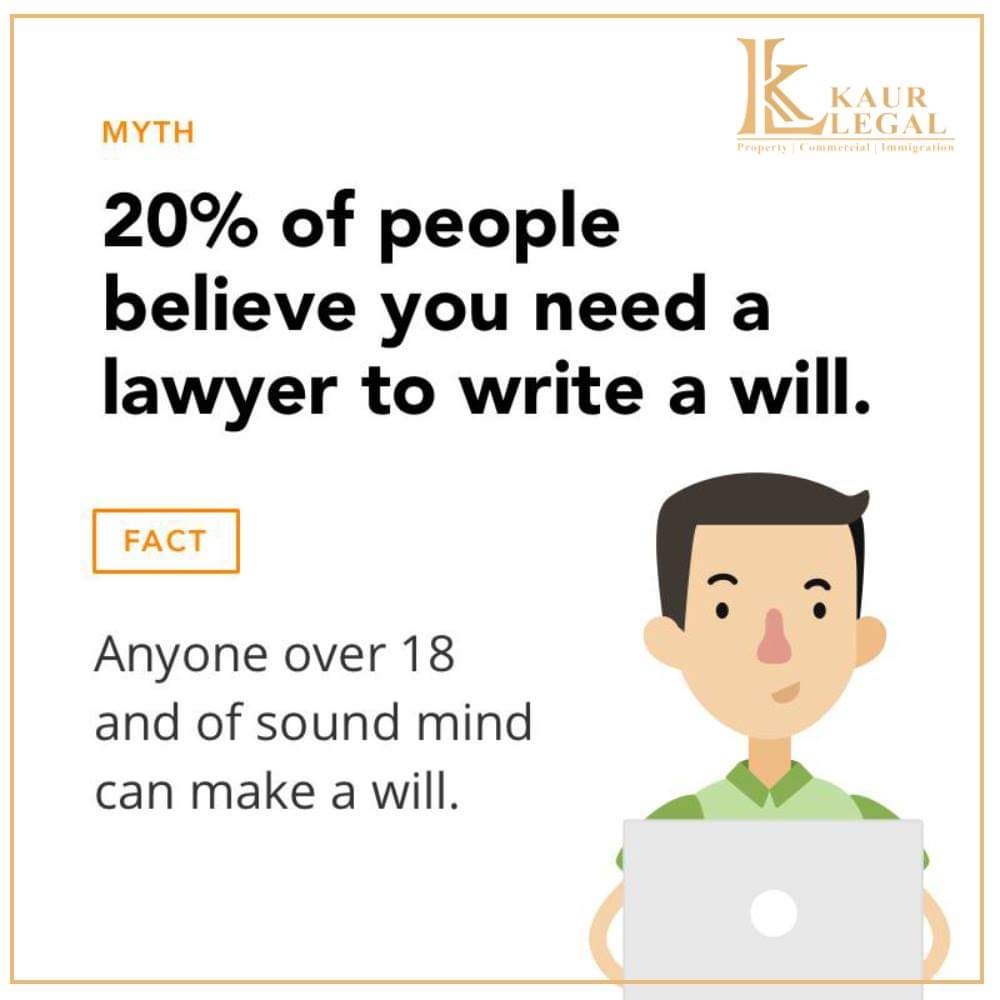 KAUR
LEGAL
Property | Commercial | Immigration
MYTH
20% of people
believe you need a
lawyer to write a will.
FACT
Anyone over 18
and of sound mind
can make a will.